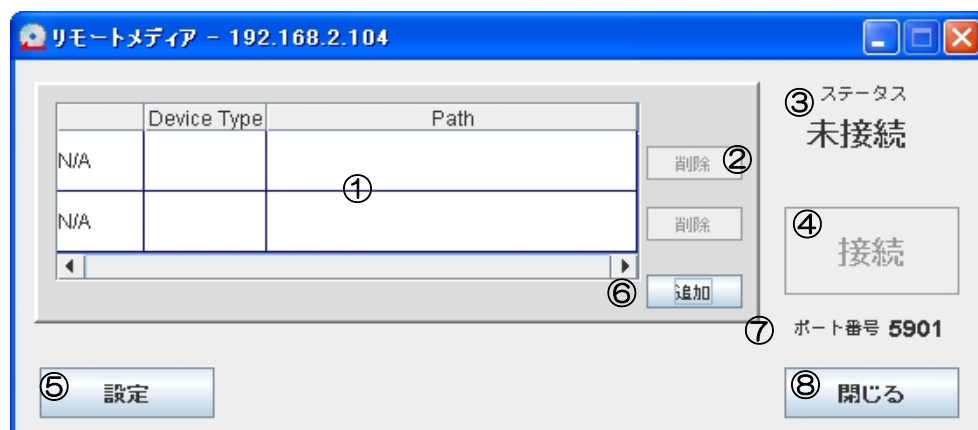 リモートメディア - 192.168.2.104
③ ステータス
未接続
Device Type Path
N/A
① 
削除 ②
N/A
削除
④ 接続
⑥ 追加
⑦ ポート番号 5901
⑤ 設定
⑧ 閉じる